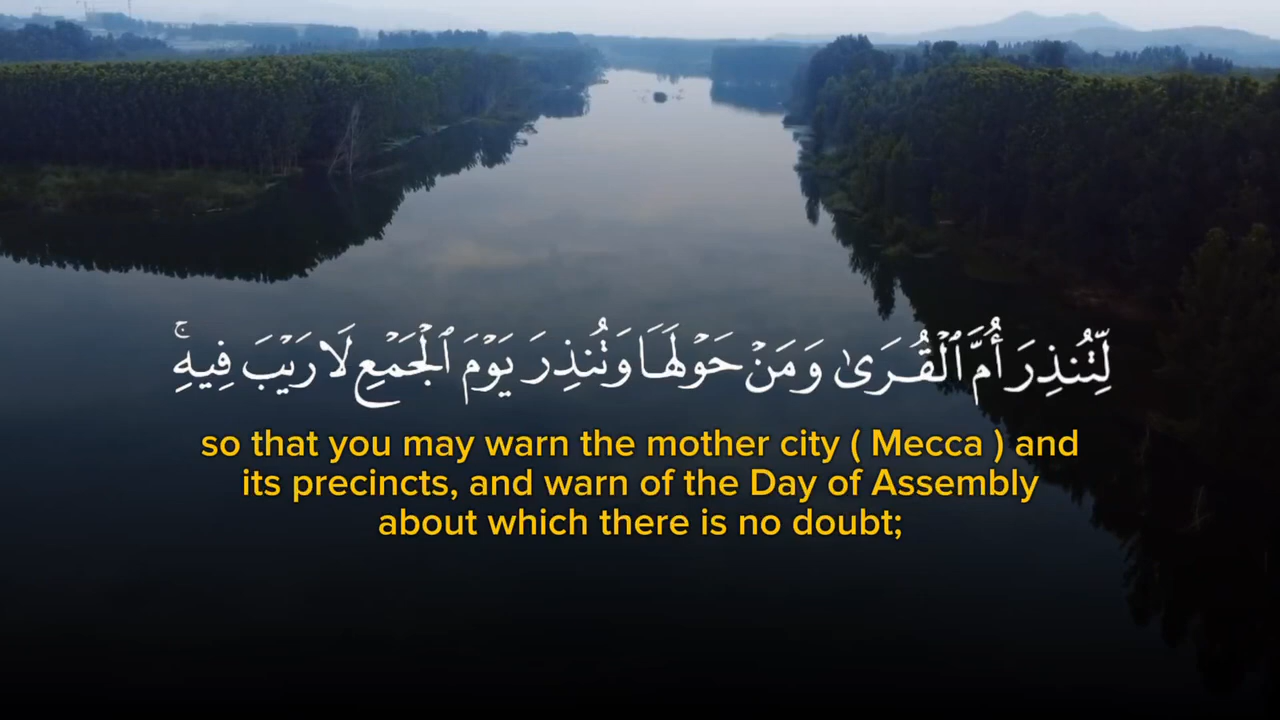 لِّتُنذِرَ أُمَّ ٱلْقُرَىٰ وَمَنْ حَوْلَهَا وَتُنذِرَ يَوْمَ ٱلْجَمْعِ لَا رَيْبَ فِيهِۚ
so that you may warn the mother city ( Mecca ) and
its precincts, and warn of the Day of Assembly
about which there is no doubt;